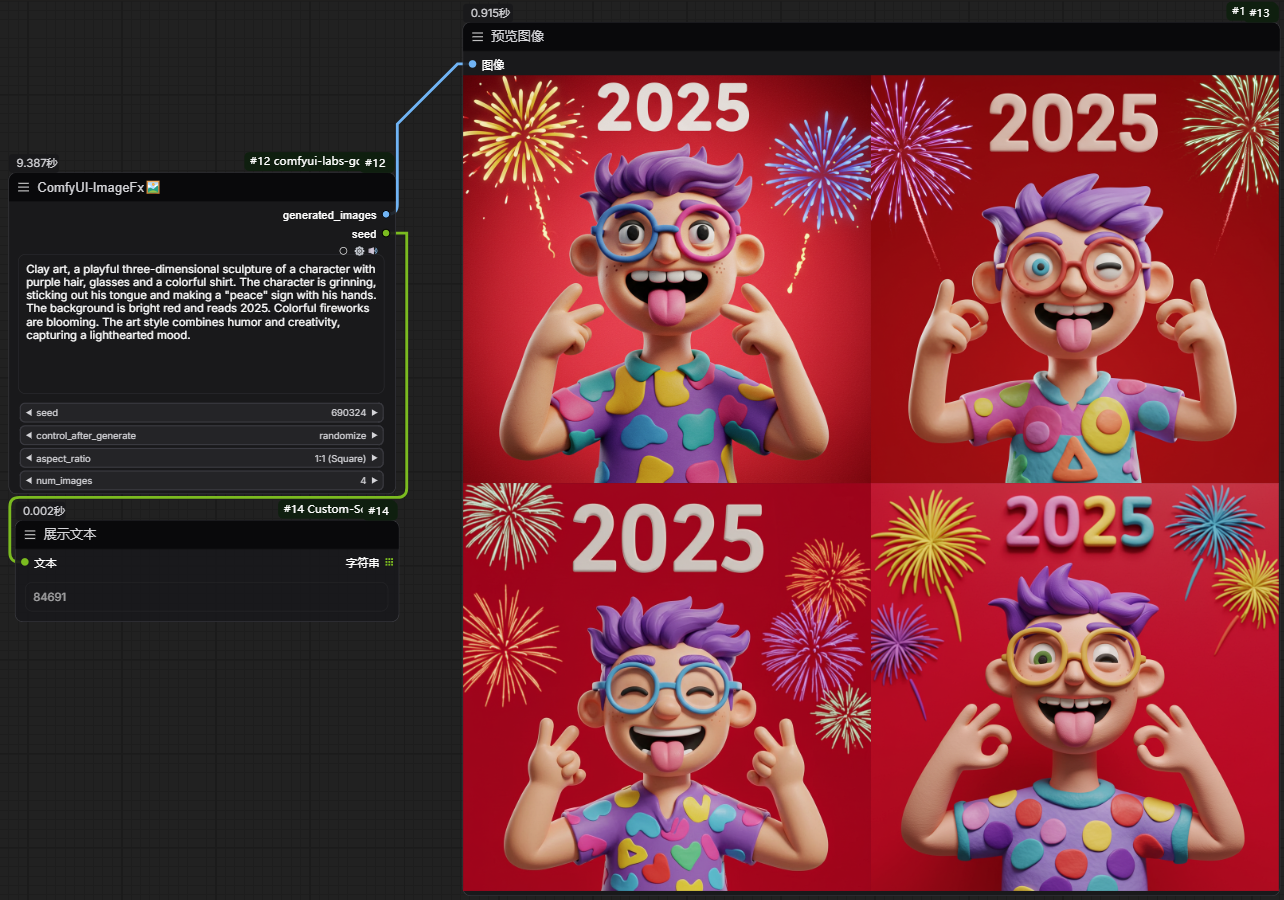 0.915秒
#1 #13
预览图像
图像
2025
2025
2025
2025
9.387秒
#12 comfyui-labs-gc #12
ComfyUI-ImageFx
generated_images
seed
Clay art, a playful three-dimensional sculpture of a character with
purple hair, glasses and a colorful shirt. The character is grinning,
sticking out his tongue and making a "peace" sign with his hands.
The background is bright red and reads 2025. Colorful fireworks
are blooming. The art style combines humor and creativity,
capturing a lighthearted mood.
seed 690324
control_after_generate randomize
aspect_ratio 1:1 (Square)
num_images 4
0.002秒
#14 Custom-Sc #14
展示文本
文本 字符串
84691